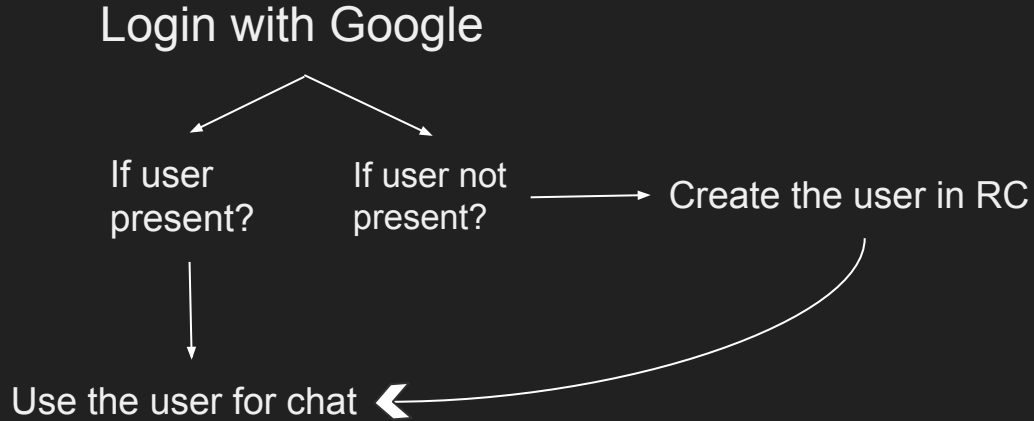 Login with Google
If user
present?
If user not
present?
Create the user in RC
Use the user for chat